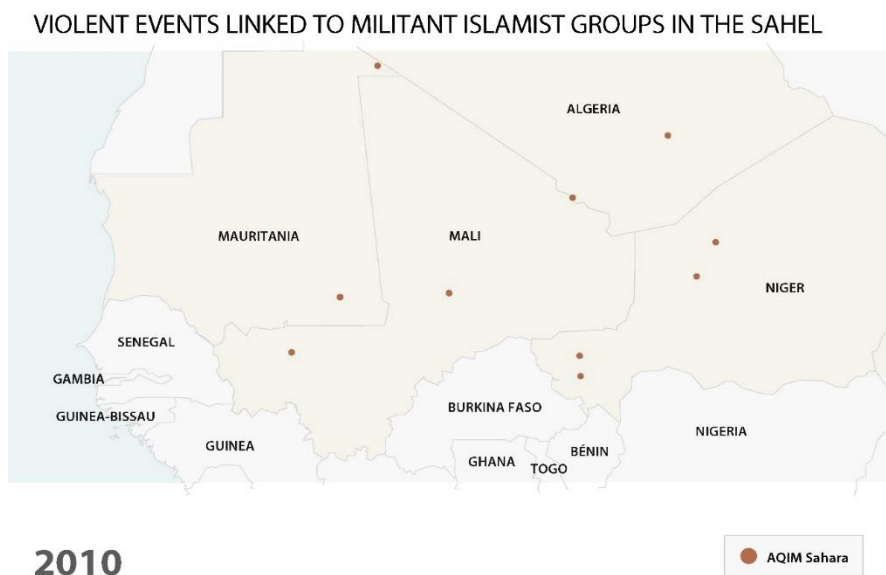 VIOLENT EVENTS LINKED TO MILITANT ISLAMIST GROUPS IN THE SAHEL
ALGERIA
MAURITANIA
MALI
NIGER
SENEGAL
GAMBIA
GUINEA-BISSAU
BURKINA FASO
GUINEA
NIGERIA
BÉNIN
GHANA
TOGO
2010
AQIM Sahara